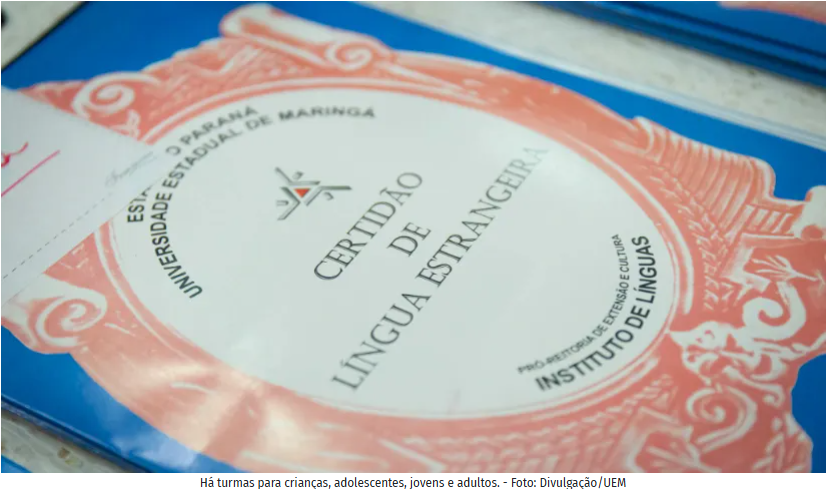 PARANÁ
UNIVERSIDADE ESTADUAL DE MARINGÁ
CERTIDÃO
DE
LÍNGUA ESTRANGEIRA
PRÓ-REITORIA DE EXTENSÃO E CULTURA
INSTITUTO DE LÍNGUAS
Há turmas para crianças, adolescentes, jovens e adultos. - Foto: Divulgação/UEM